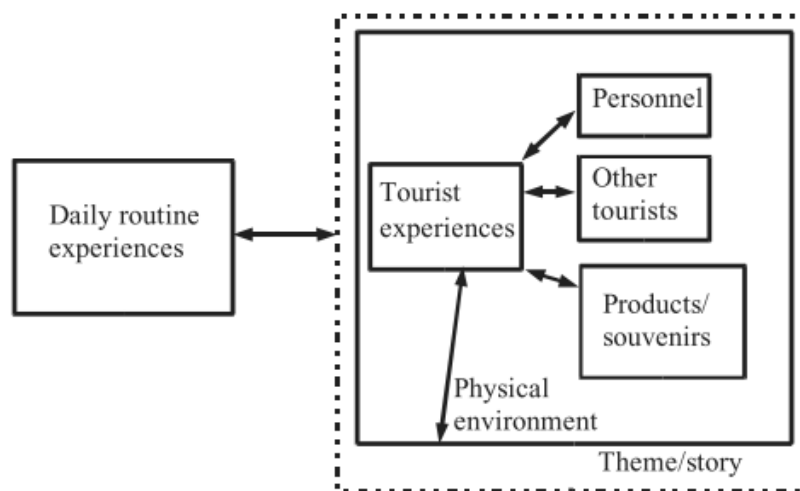 Daily routine
experiences
Tourist
experiences
Personnel
Other
tourists
Products/
souvenirs
Physical
environment
Theme/story